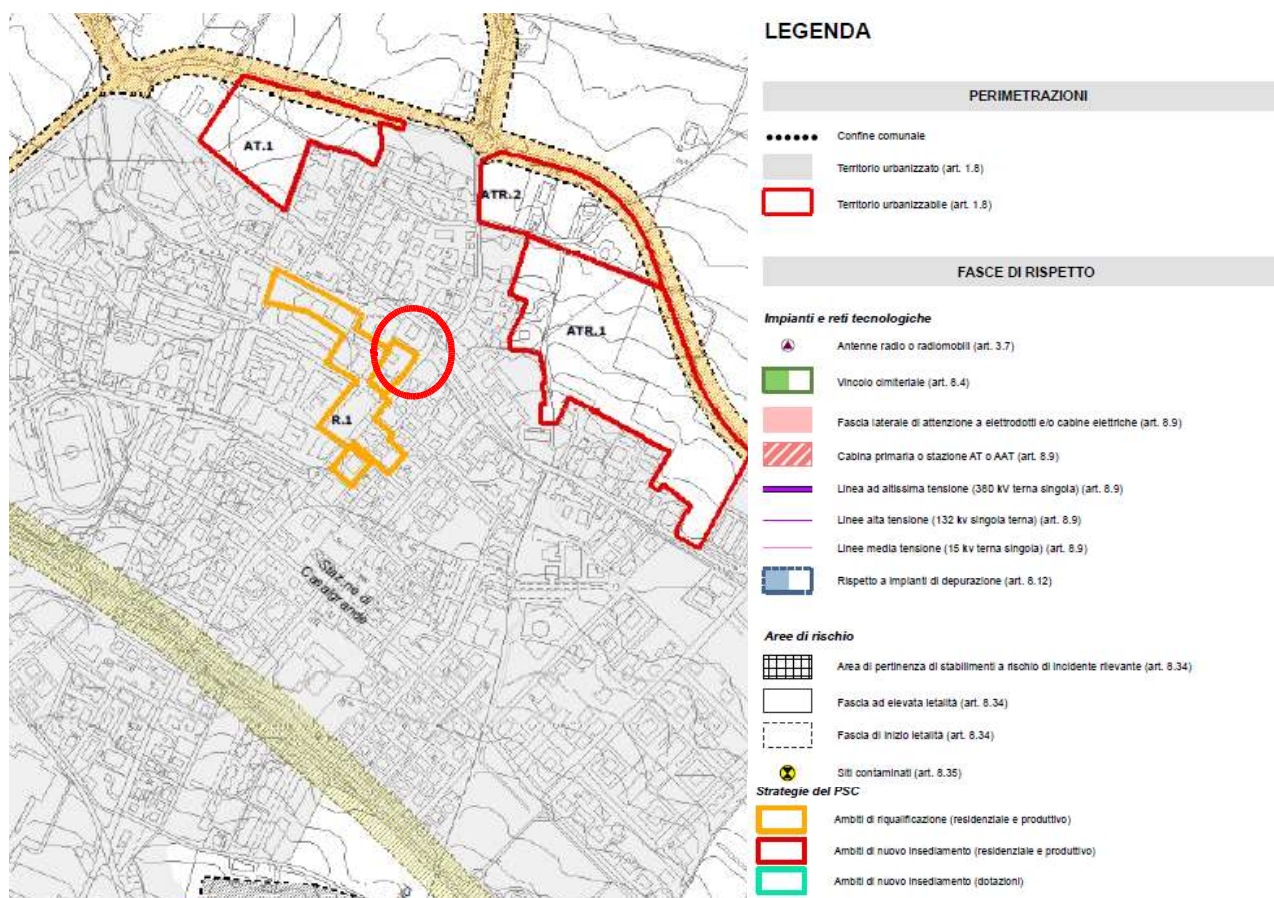 AT.1
ATR.2
ATR.1
R.1
Staz.ne di
Casalgrande
LEGENDA
PERIMETRAZIONI
Confine comunale
Territorio urbanizzato (art. 1.8)
Territorio urbanizzabile (art. 1.8)
FASCE DI RISPETTO
Impianti e reti tecnologiche
Antenne radio o radiomobili (art. 3.7)
Vincolo cimiteriale (art. 8.4)
Fascia laterale di attenzione a elettrodotti e/o cabine elettriche (art. 8.9)
Cabina primaria o stazione AT o AAT (art. 8.9)
Linea ad altissima tensione (380 kV terna singola) (art. 8.9)
Linee alta tensione (132 kv singola terna) (art. 8.9)
Linee media tensione (15 kv terna singola) (art. 8.9)
Rispetto a impianti di depurazione (art. 8.12)
Aree di rischio
Area di pertinenza di stabilimenti a rischio di incidente rilevante (art. 8.34)
Fascia ad elevata letalità (art. 8.34)
Fascia di inizio letalità (art. 8.34)
Siti contaminati (art. 8.35)
Strategie del PSC
Ambiti di riqualificazione (residenziale e produttivo)
Ambiti di nuovo insediamento (residenziale e produttivo)
Ambiti di nuovo insediamento (dotazioni)